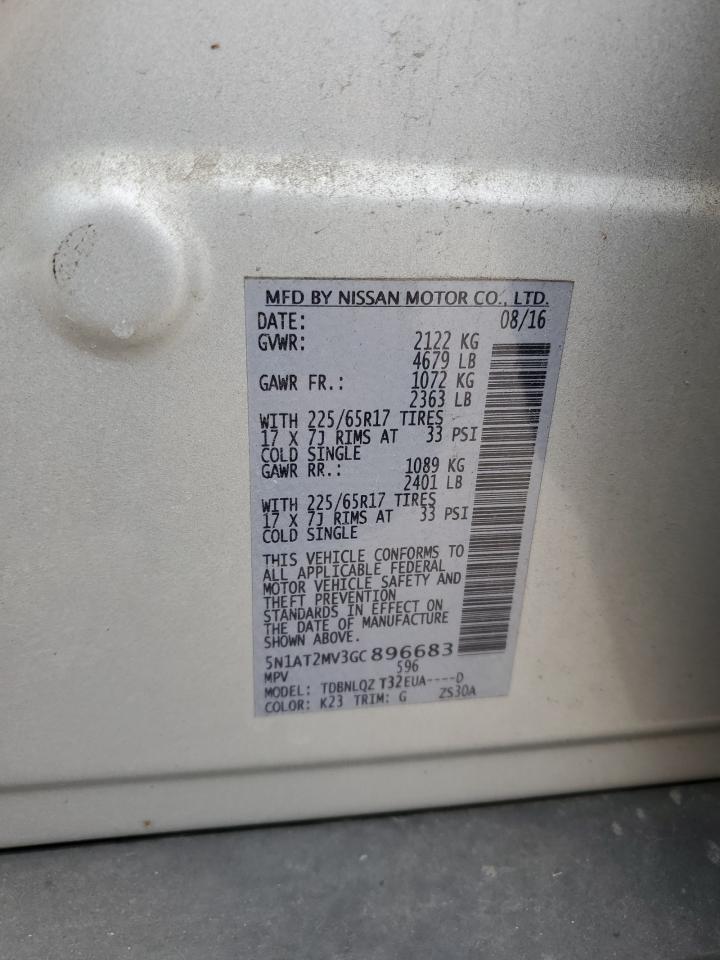 MFD BY NISSAN MOTOR CO., LTD.
DATE: 08/16
GVWR: 2122 KG
4679 LB
GAWR FR.: 1072 KG
2363 LB
WITH 225/65R17 TIRES
17 X 7J RIMS AT 33 PSI
COLD SINGLE
GAWR RR.: 1089 KG
2401 LB
WITH 225/65R17 TIRES
17 X 7J RIMS AT 33 PSI
COLD SINGLE
THIS VEHICLE CONFORMS TO
ALL APPLICABLE FEDERAL
MOTOR VEHICLE SAFETY AND
THEFT PREVENTION
STANDARDS IN EFFECT ON
THE DATE OF MANUFACTURE
SHOWN ABOVE.
5N1AT2MV3GC896683
MPV 596
MODEL: TDBNLQZ T32EUA----D
COLOR: K23 TRIM: G ZS30A